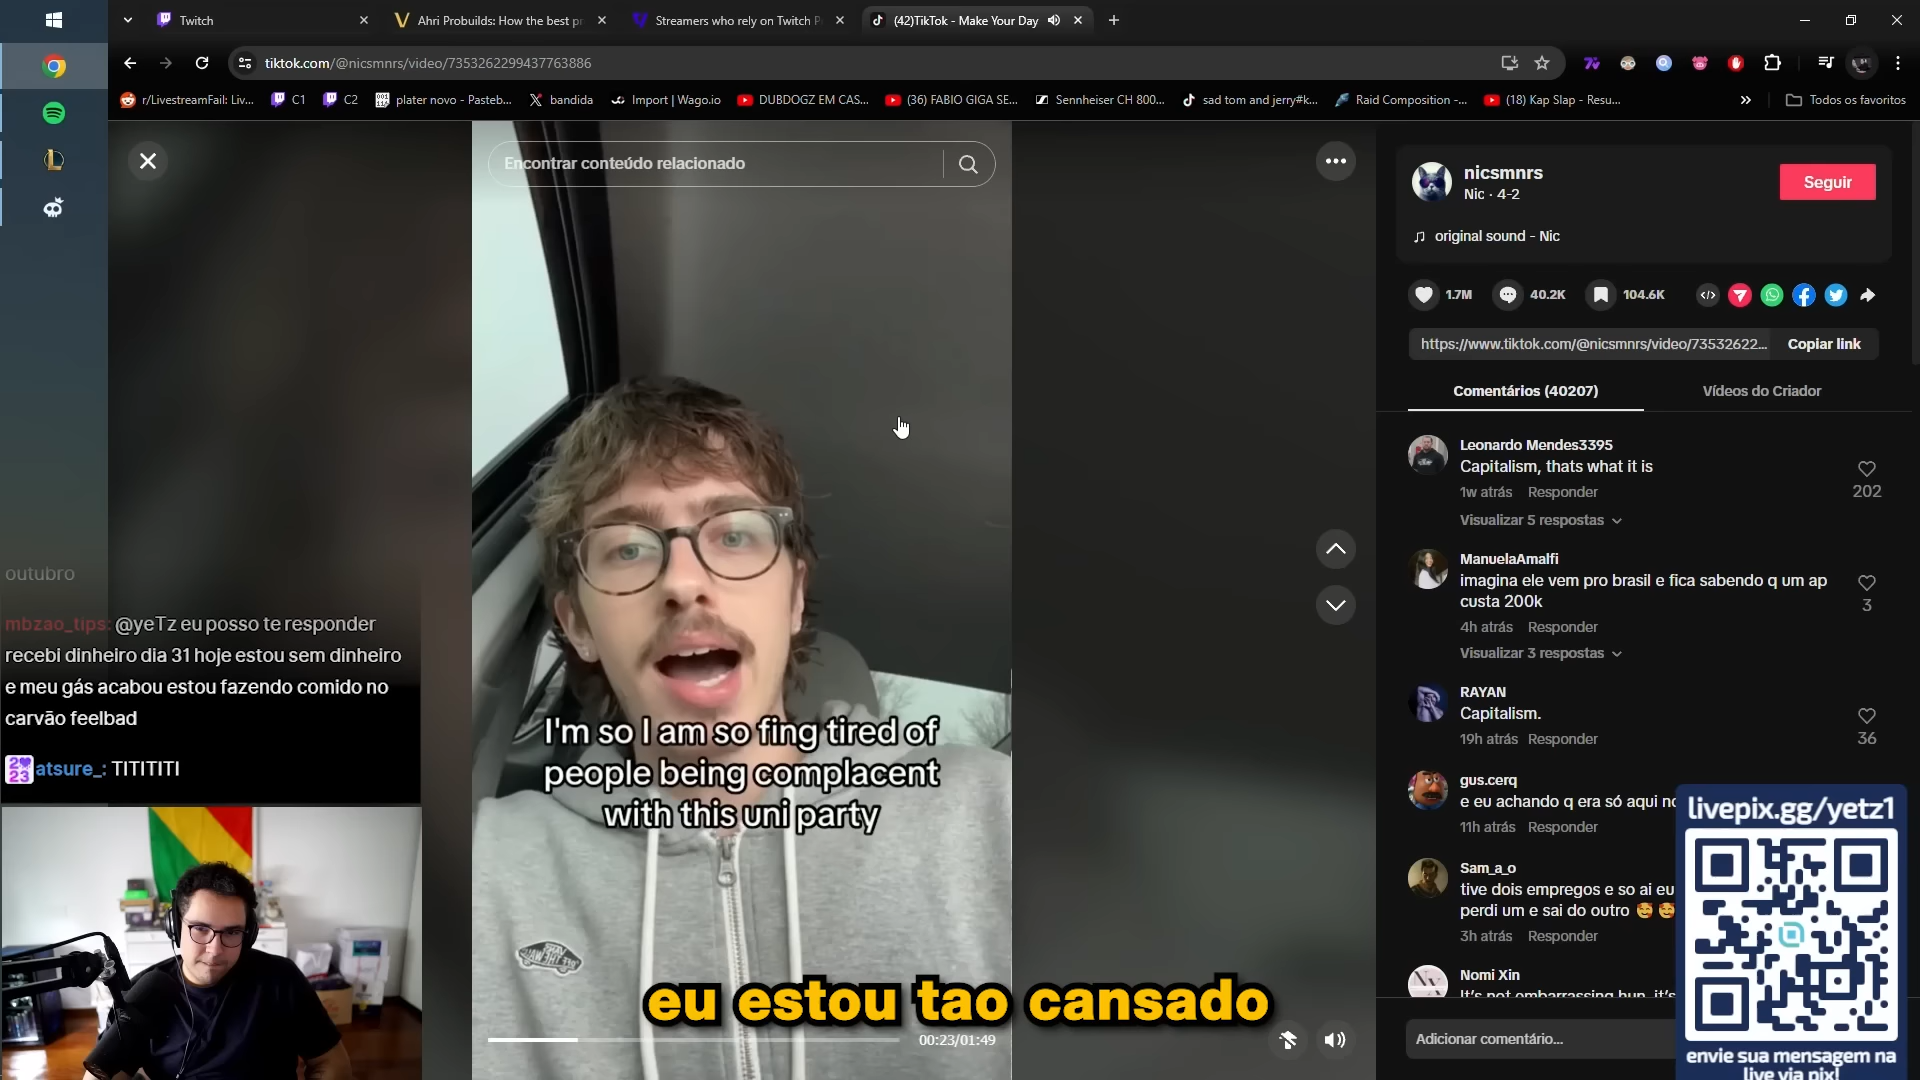 Twitch
Ahri Probuilds: How the best pr
Streamers who rely on Twitch P
(42)TikTok - Make Your Day
tiktok.com/@nicsmnrs/video/7353262299437763886
r/LivestreamFail: Liv...
C1
C2
plater novo - Pasteb...
bandida
Import | Wago.io
DUBDOGZ EM CAS...
(36) FABIO GIGA SE...
Sennheiser CH 800...
sad tom and jerry#k...
Raid Composition -...
(18) Kap Slap - Resu...
Todos os favoritos
Encontrar conteúdo relacionado
nicsmnrs
Nic · 4-2
Seguir
original sound - Nic
1.7M
40.2K
104.6K
https://www.tiktok.com/@nicsmnrs/video/73532622...
Copiar link
Comentários (40207)
Vídeos do Criador
Leonardo Mendes3395
Capitalism, thats what it is
1w atrás Responder
202
Visualizar 5 respostas
ManuelaAmalfi
imagina ele vem pro brasil e fica sabendo q um ap
custa 200k
3
4h atrás Responder
Visualizar 3 respostas
RAYAN
Capitalism.
19h atrás Responder
36
gus.cerq
e eu achando q era só aqui no
11h atrás Responder
Sam_a_o
tive dois empregos e so ai eu
perdi um e sai do outro 🥰🥰
3h atrás Responder
Nomi Xin
It's not embarrassing hun, it's
Adicionar comentário...
livepix.gg/yetz1
envie sua mensagem na
live via pix!
outubro
mbzao_tips: @yeTz eu posso te responder
recebi dinheiro dia 31 hoje estou sem dinheiro
e meu gás acabou estou fazendo comido no
carvão feelbad
2023
atsure_: TITITITI
I'm so I am so fing tired of
people being complacent
with this uni party
eu estou tao cansado
00:23/01:49